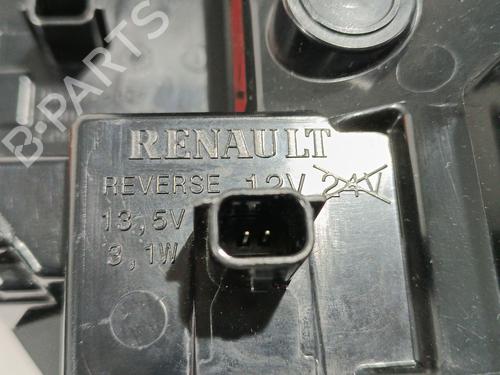 B-PARTS
RENAULT
REVERSE 12V 24V
13,5V
3,1W